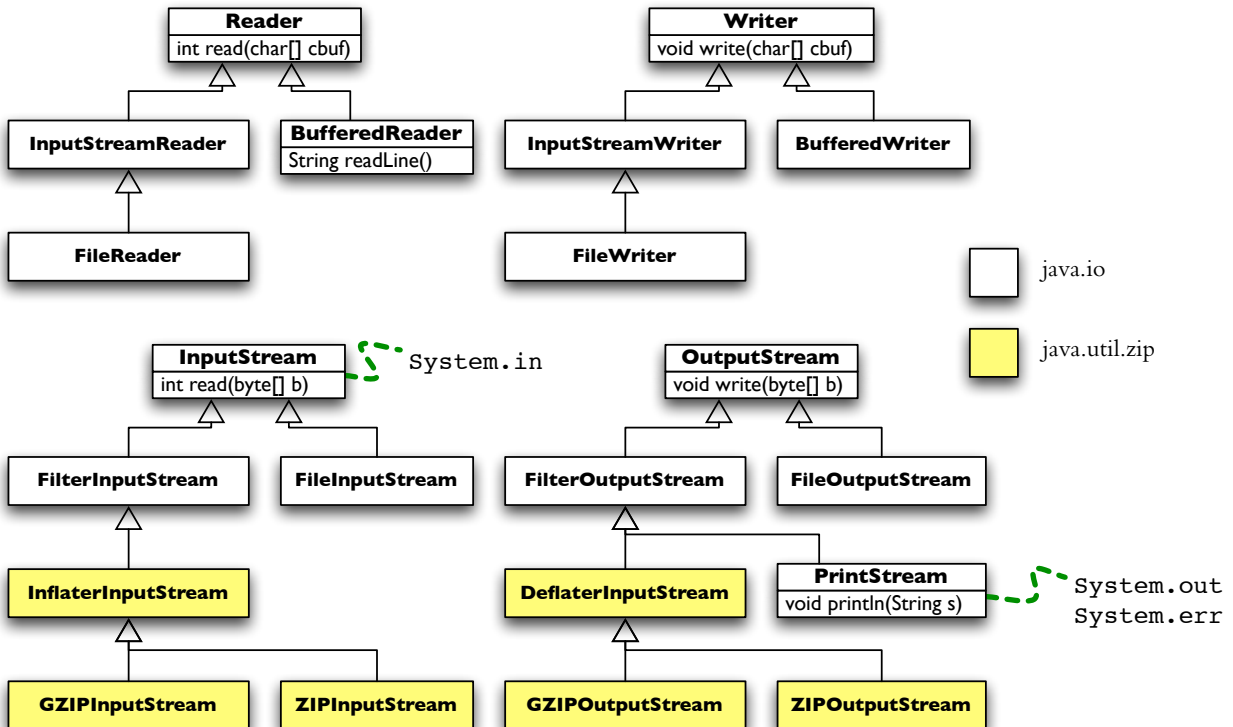 Reader
int read(char[] cbuf)
Writer
void write(char[] cbuf)
InputStreamReader
BufferedReader
String readLine()
InputStreamWriter
BufferedWriter
FileReader
FileWriter
java.io
java.util.zip
InputStream
int read(byte[] b)
System.in
OutputStream
void write(byte[] b)
FilterInputStream
FileInputStream
FilterOutputStream
FileOutputStream
InflaterInputStream
DeflaterInputStream
PrintStream
void println(String s)
System.out
System.err
GZIPInputStream
ZIPInputStream
GZIPOutputStream
ZIPOutputStream